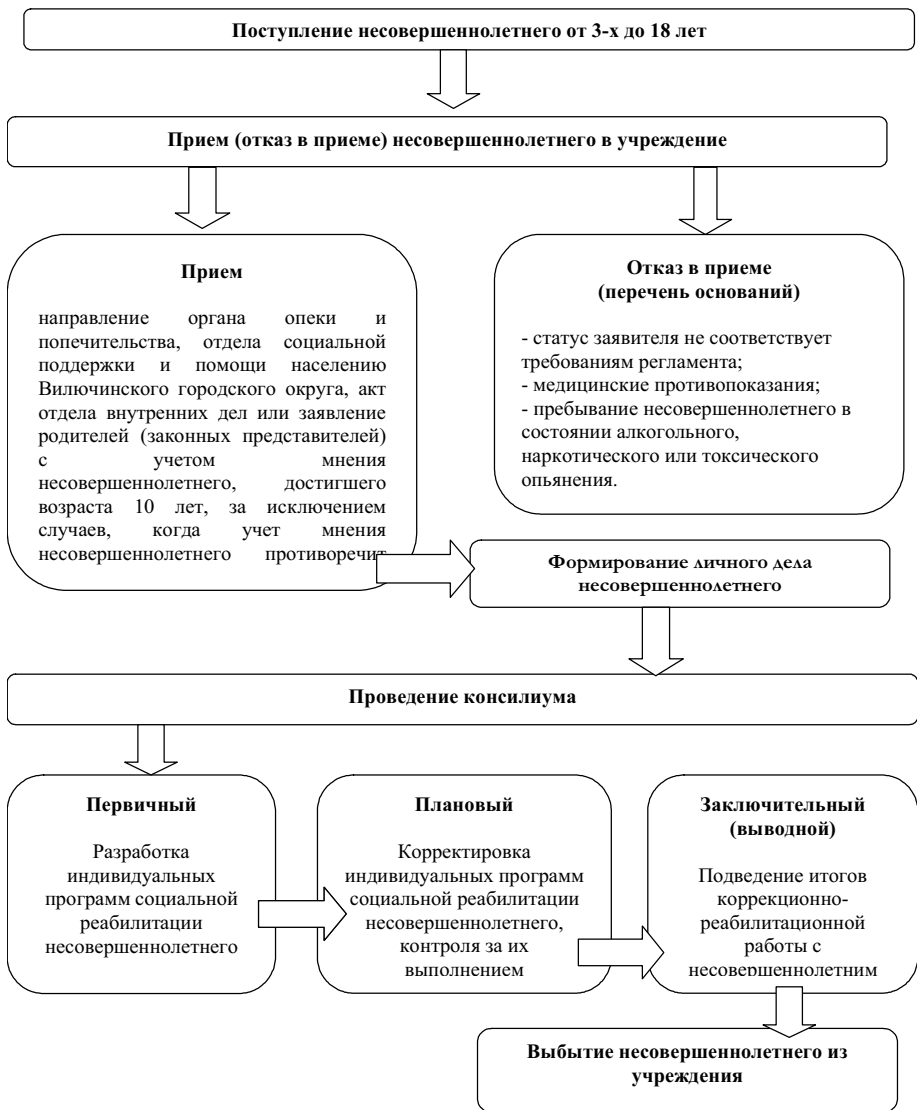 Поступление несовершеннолетнего от 3-х до 18 лет
Прием (отказ в приеме) несовершеннолетнего в учреждение
Прием
направление органа опеки и
попечительства, отдела социальной
поддержки и помощи населению
Вилючинского городского округа, акт
отдела внутренних дел или заявление
родителей (законных представителей)
с учетом мнения
несовершеннолетнего, достигшего
возраста 10 лет, за исключением
случаев, когда учет мнения
несовершеннолетнего противоречит
Отказ в приеме
(перечень оснований)
- статус заявителя не соответствует
требованиям регламента;
- медицинские противопоказания;
- пребывание несовершеннолетнего в
состоянии алкогольного,
наркотического или токсического
опьянения.
Формирование личного дела
несовершеннолетнего
Проведение консилиума
Первичный
Разработка
индивидуальных
программ социальной
реабилитации
несовершеннолетнего
Плановый
Корректировка
индивидуальных программ
социальной реабилитации
несовершеннолетнего,
контроля за их
выполнением
Заключительный
(выводной)
Подведение итогов
коррекционно-
реабилитационной
работы с
несовершеннолетним
Выбытие несовершеннолетнего из
учреждения